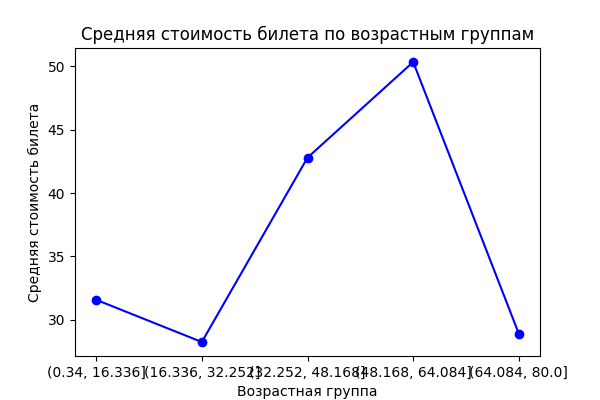 Средняя стоимость билета по возрастным группам
Средняя стоимость билета
50
45
40
35
30
(0.34, 16.336] (16.336, 32.252] (32.252, 48.168] (48.168, 64.084] (64.084, 80.0]
Возрастная группа